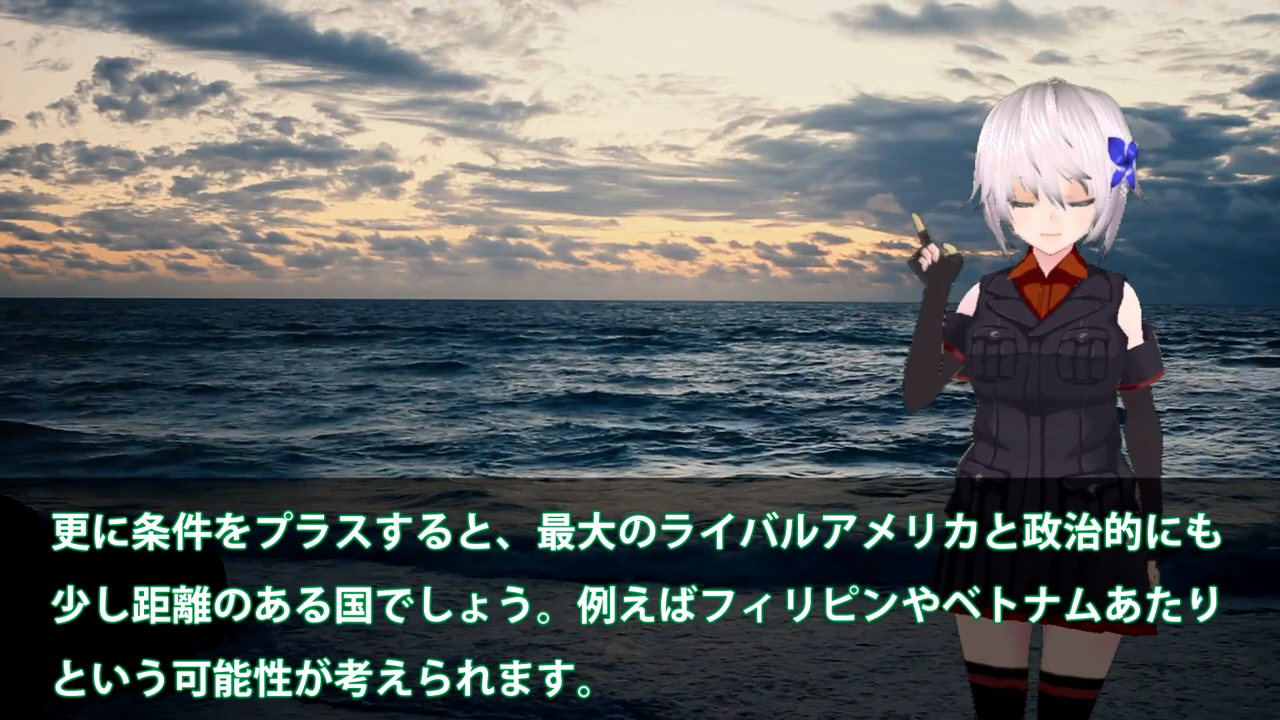 更に条件をプラスすると、最大のライバルアメリカと政治的にも
少し距離のある国でしょう。例えばフィリピンやベトナムあたり
という可能性が考えられます。